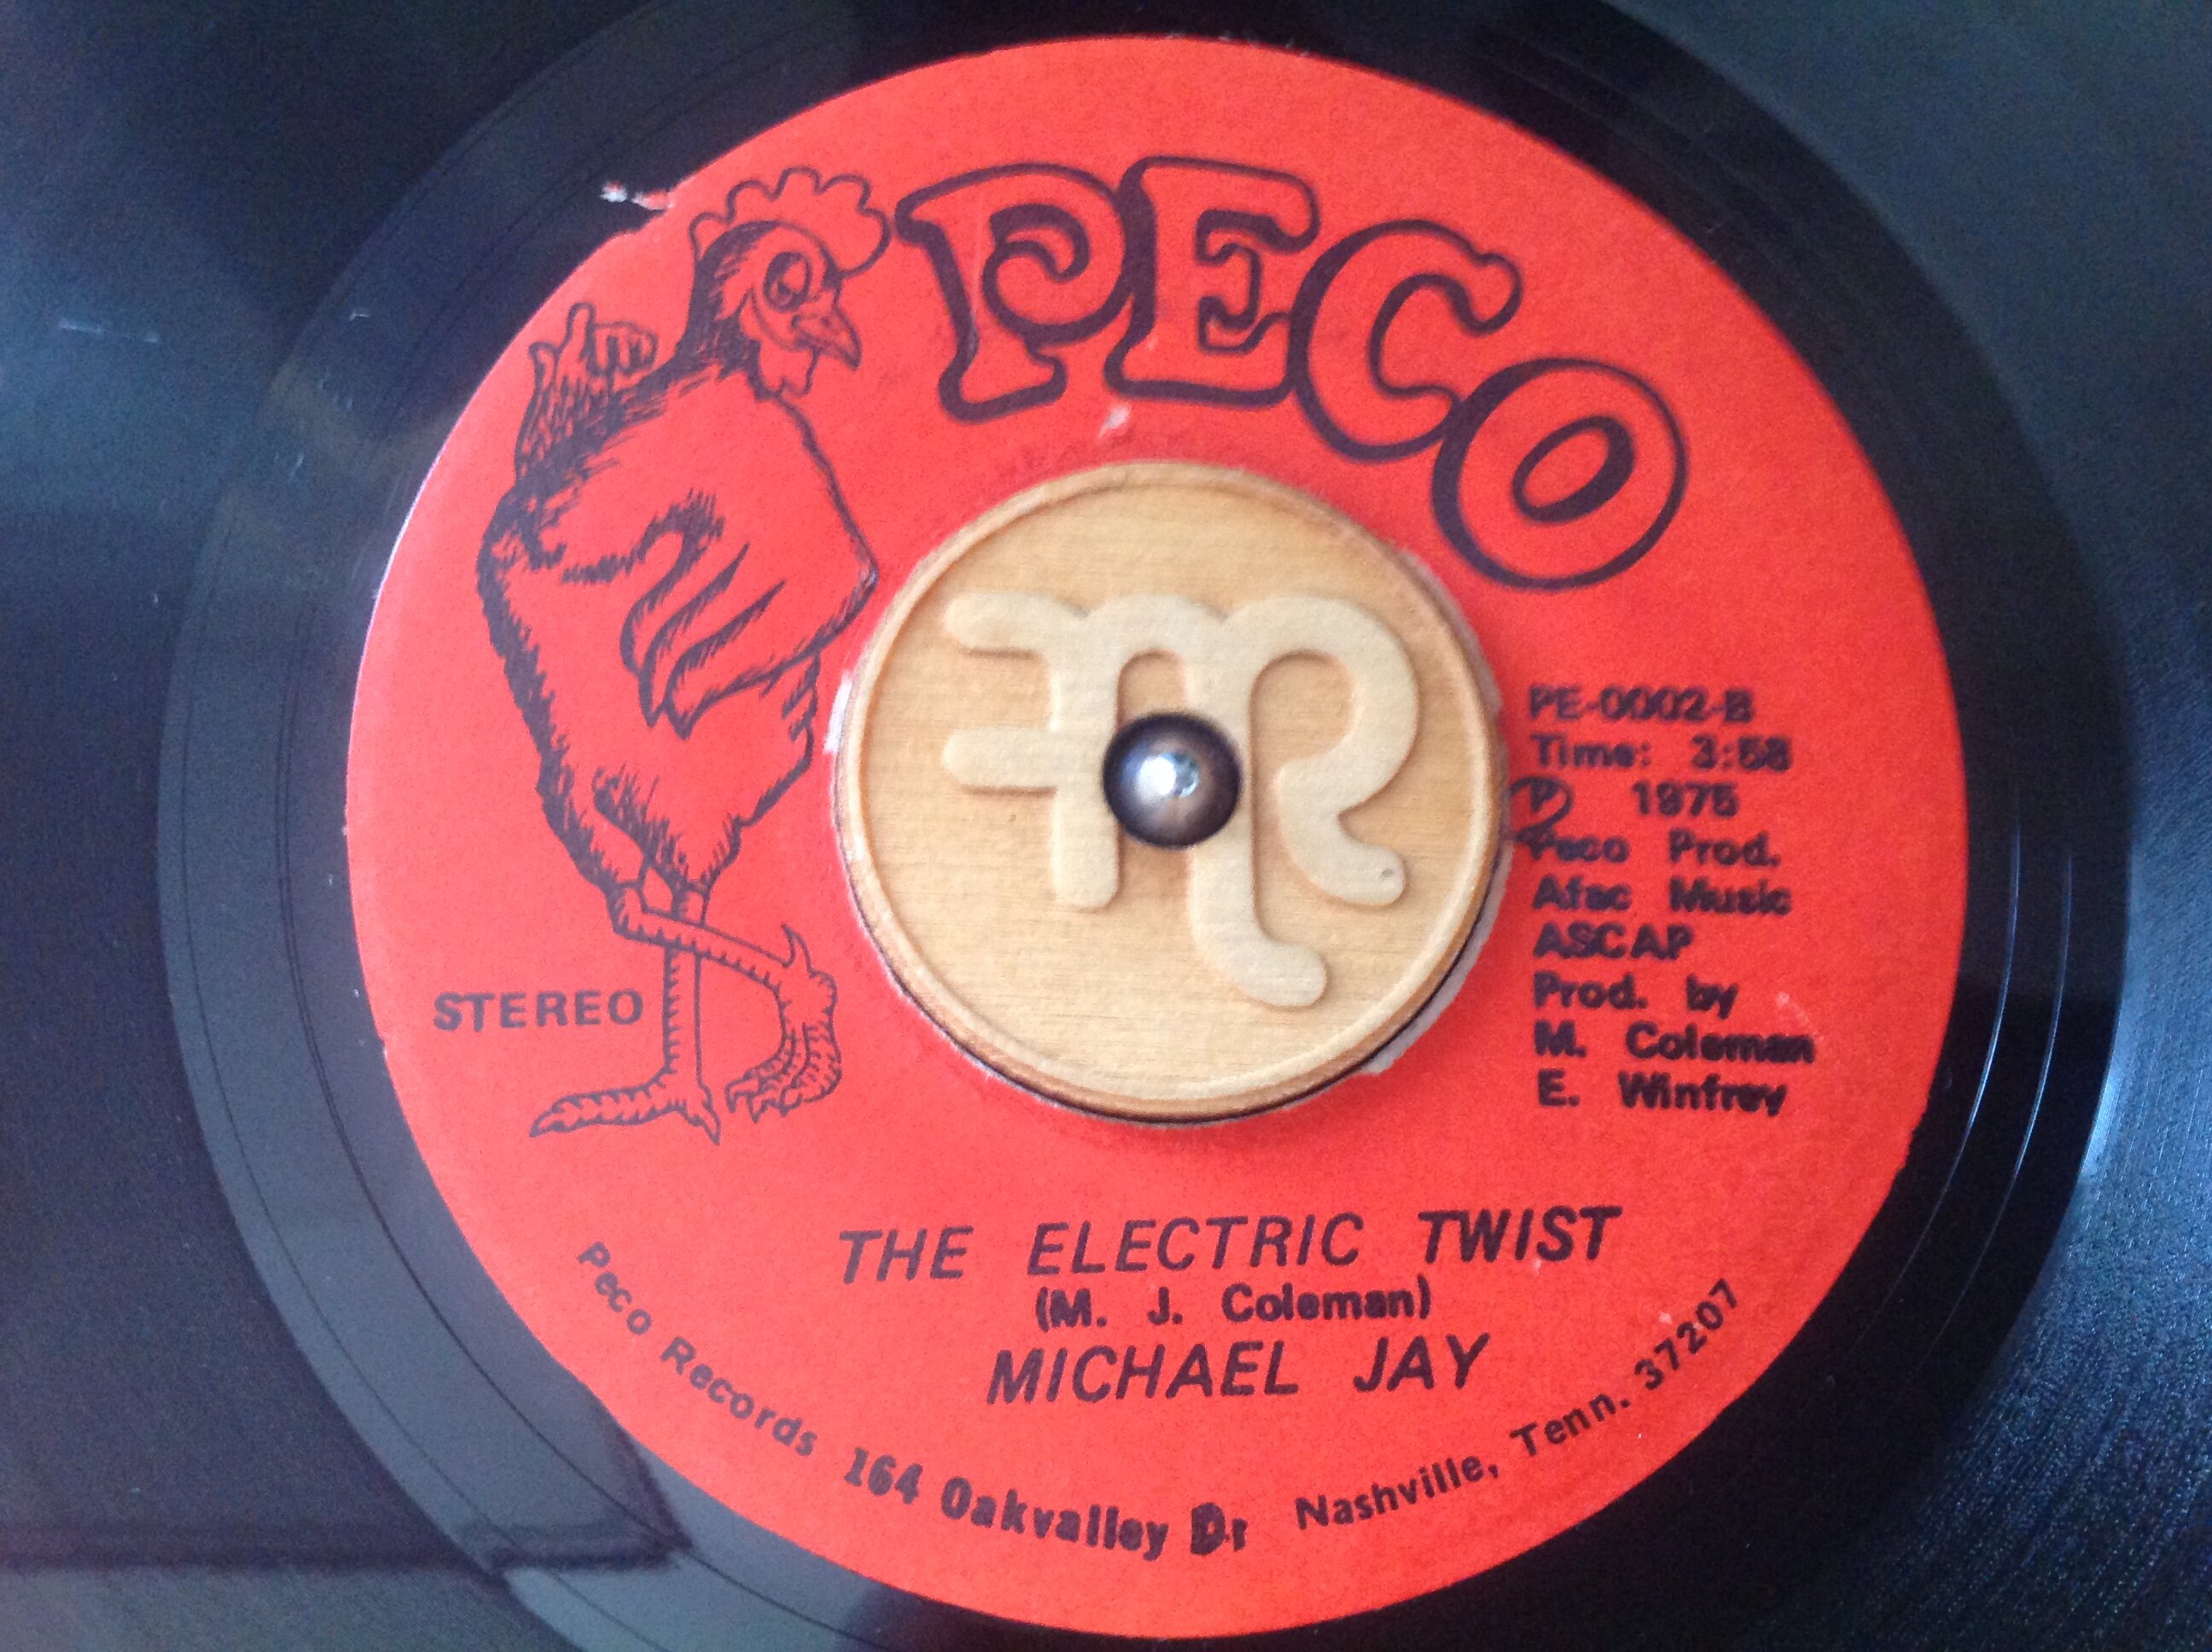 PECO
STEREO
PE-0002-B
Time: 3:58
Ⓟ 1975
Peco Prod.
Afac Music
ASCAP
Prod. by
M. Coleman
E. Winfrey
THE ELECTRIC TWIST
(M. J. Coleman)
MICHAEL JAY
Peco Records 164 Oakvalley Dr Nashville, Tenn. 37207